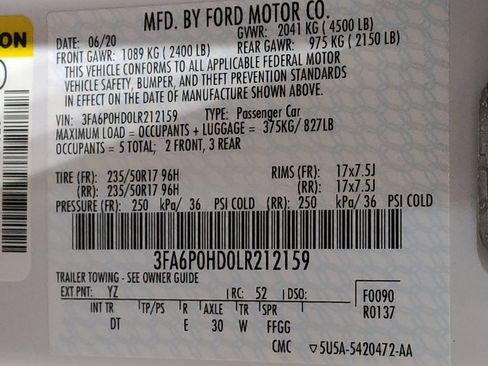 ON
MFD. BY FORD MOTOR CO.
DATE: 06/20 GVWR: 2041 KG (4500 LB)
FRONT GAWR: 1089 KG (2400 LB) REAR GAWR: 975 KG (2150 LB)
THIS VEHICLE CONFORMS TO ALL APPLICABLE FEDERAL MOTOR
VEHICLE SAFETY, BUMPER, AND THEFT PREVENTION STANDARDS
IN EFFECT ON THE DATE OF MANUFACTURE SHOWN ABOVE.
VIN: 3FA6P0HD0LR212159 TYPE: Passenger Car
MAXIMUM LOAD = OCCUPANTS + LUGGAGE = 375KG/ 827LB
OCCUPANTS = 5 TOTAL; 2 FRONT, 3 REAR
TIRE (FR): 235/50R17 96H RIMS (FR): 17x7.5J
(RR): 235/50R17 96H (RR): 17x7.5J
PRESSURE (FR): 250 kPa/ 36 PSI COLD (RR): 250 kPa/ 36 PSI COLD
3FA6P0HD0LR212159
TRAILER TOWING - SEE OWNER GUIDE
EXT PNT: YZ RC: 52 DSO: F0090
INT TR TP/PS R AXLE TR SPR R0137
DT E 30 W FFGG
CMC ▽5U5A-5420472-AA